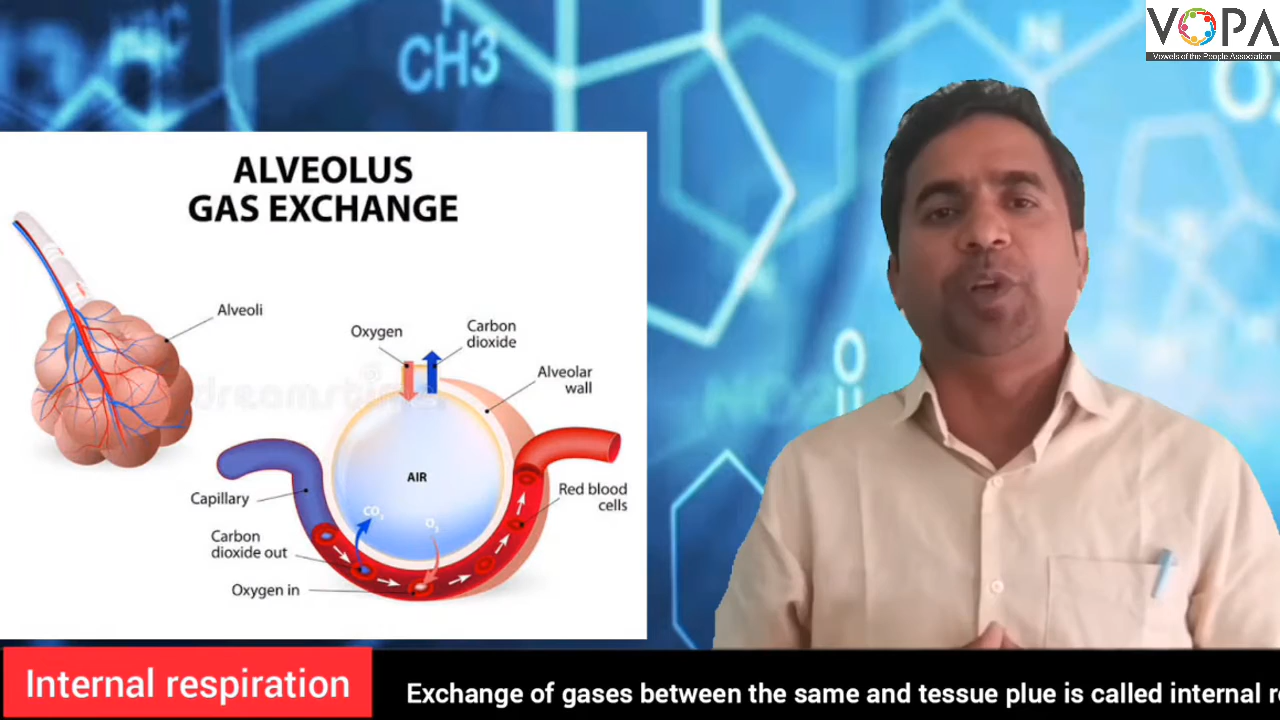 VOPA
Vowels of the People Association
CH3
ALVEOLUS
GAS EXCHANGE
Alveoli
Oxygen
Carbon
dioxide
Alveolar
wall
dreamstime
AIR
Capillary
Red blood
cells
CO2
O2
Carbon
dioxide out
Oxygen in
O
Internal respiration
Exchange of gases between the same and tessue plue is called internal re